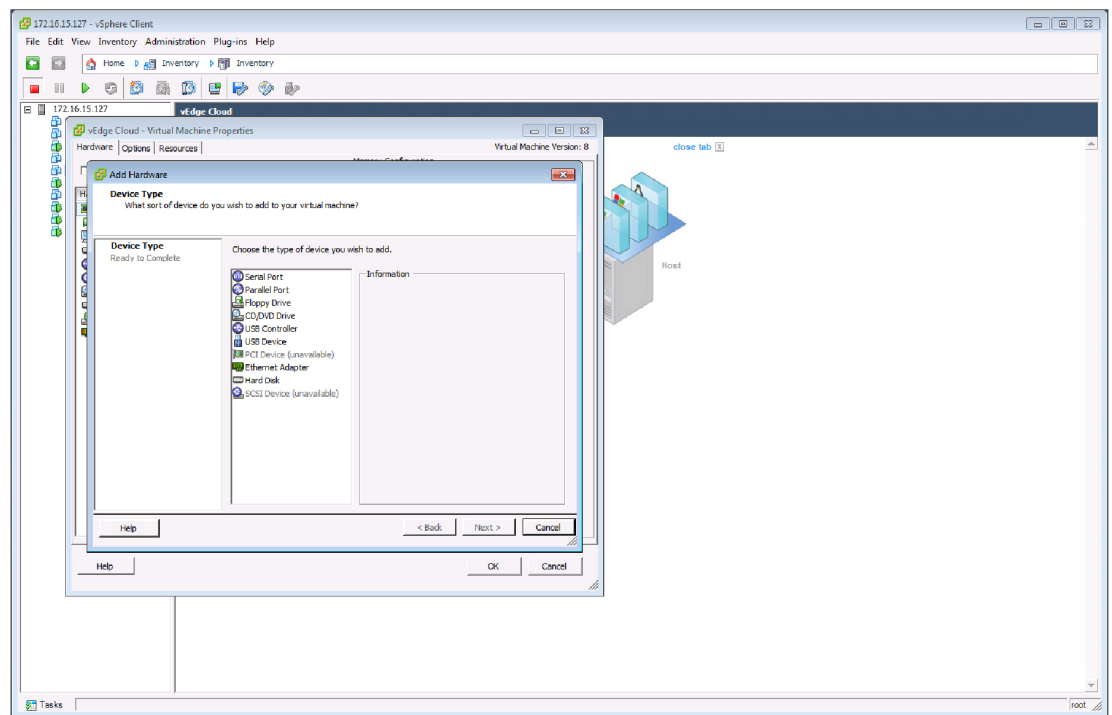 172.16.15.127 - vSphere Client
File Edit View Inventory Administration Plug-ins Help
Home Inventory Inventory
172.16.15.127
vEdge Cloud
vEdge Cloud - Virtual Machine Properties
Hardware Options Resources Virtual Machine Version: 8
close tab
Add Hardware
Device Type
What sort of device do you wish to add to your virtual machine?
Device Type
Ready to Complete
Choose the type of device you wish to add.
Information
Serial Port
Parallel Port
Floppy Drive
CD/DVD Drive
USB Controller
USB Device
PCI Device (unavailable)
Ethernet Adapter
Hard Disk
SCSI Device (unavailable)
Host
Help < Back Next > Cancel
Help OK Cancel
Tasks root